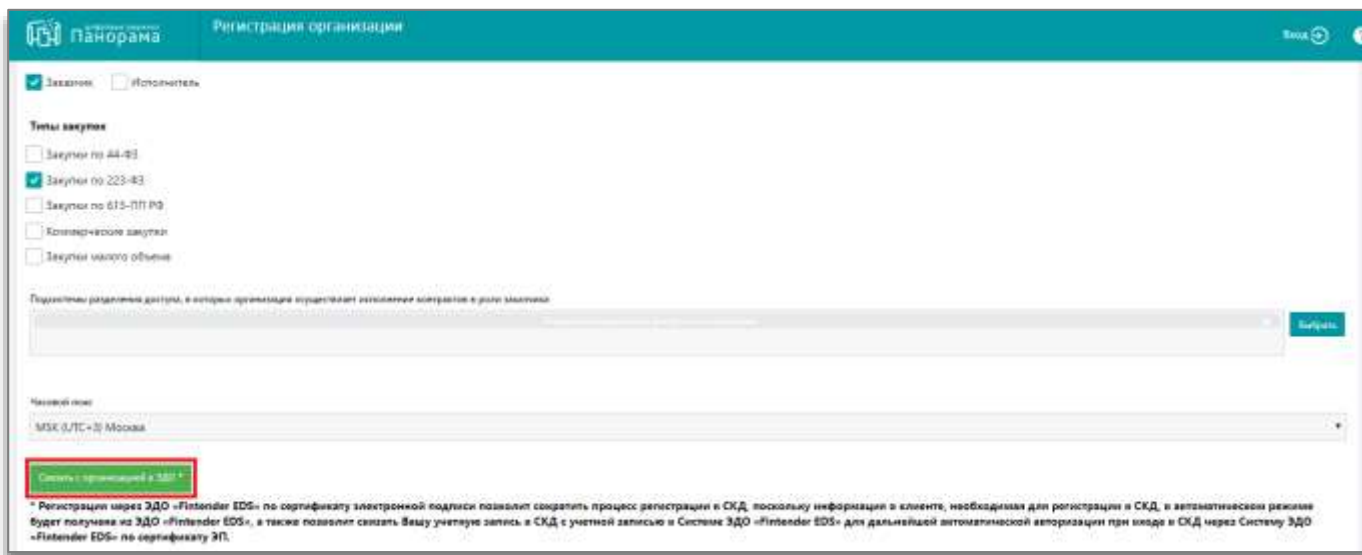 Панорама
Регистрация организации
Вход
Заказчик
Исполнитель
Типы закупки
Закупки по 44-ФЗ
Закупки по 223-ФЗ
Закупки по 615-ПП РФ
Коммерческие закупки
Закупки малого объема
Подсистемы разделения доступа, в которых организация осуществляет исполнение контрактов в роли заказчика
Выбрать
Часовой пояс
MSK (UTC+3) Москва
Связать с организацией в ЭДО *
* Регистрация через ЭДО «Fintender EDS» по сертификату электронной подписи позволит сократить процесс регистрации в СКД, поскольку информация о клиенте, необходимая для регистрации в СКД, в автоматическом режиме
будет получена из ЭДО «Fintender EDS», а также позволит связать Вашу учетную запись в СКД с учетной записью в Системе ЭДО «Fintender EDS» для дальнейшей автоматической авторизации при входе в СКД через Систему ЭДО
«Fintender EDS» по сертификату ЭП.